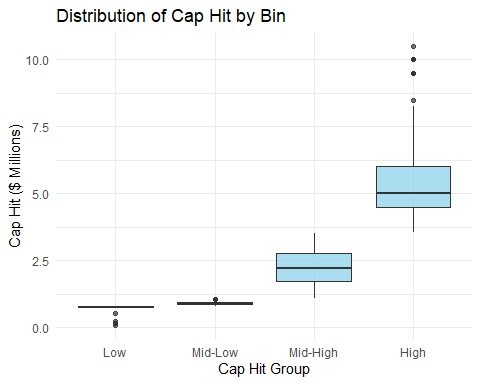 Distribution of Cap Hit by Bin
Cap Hit ($ Millions)
10.0
7.5
5.0
2.5
0.0
Low Mid-Low Mid-High High
Cap Hit Group